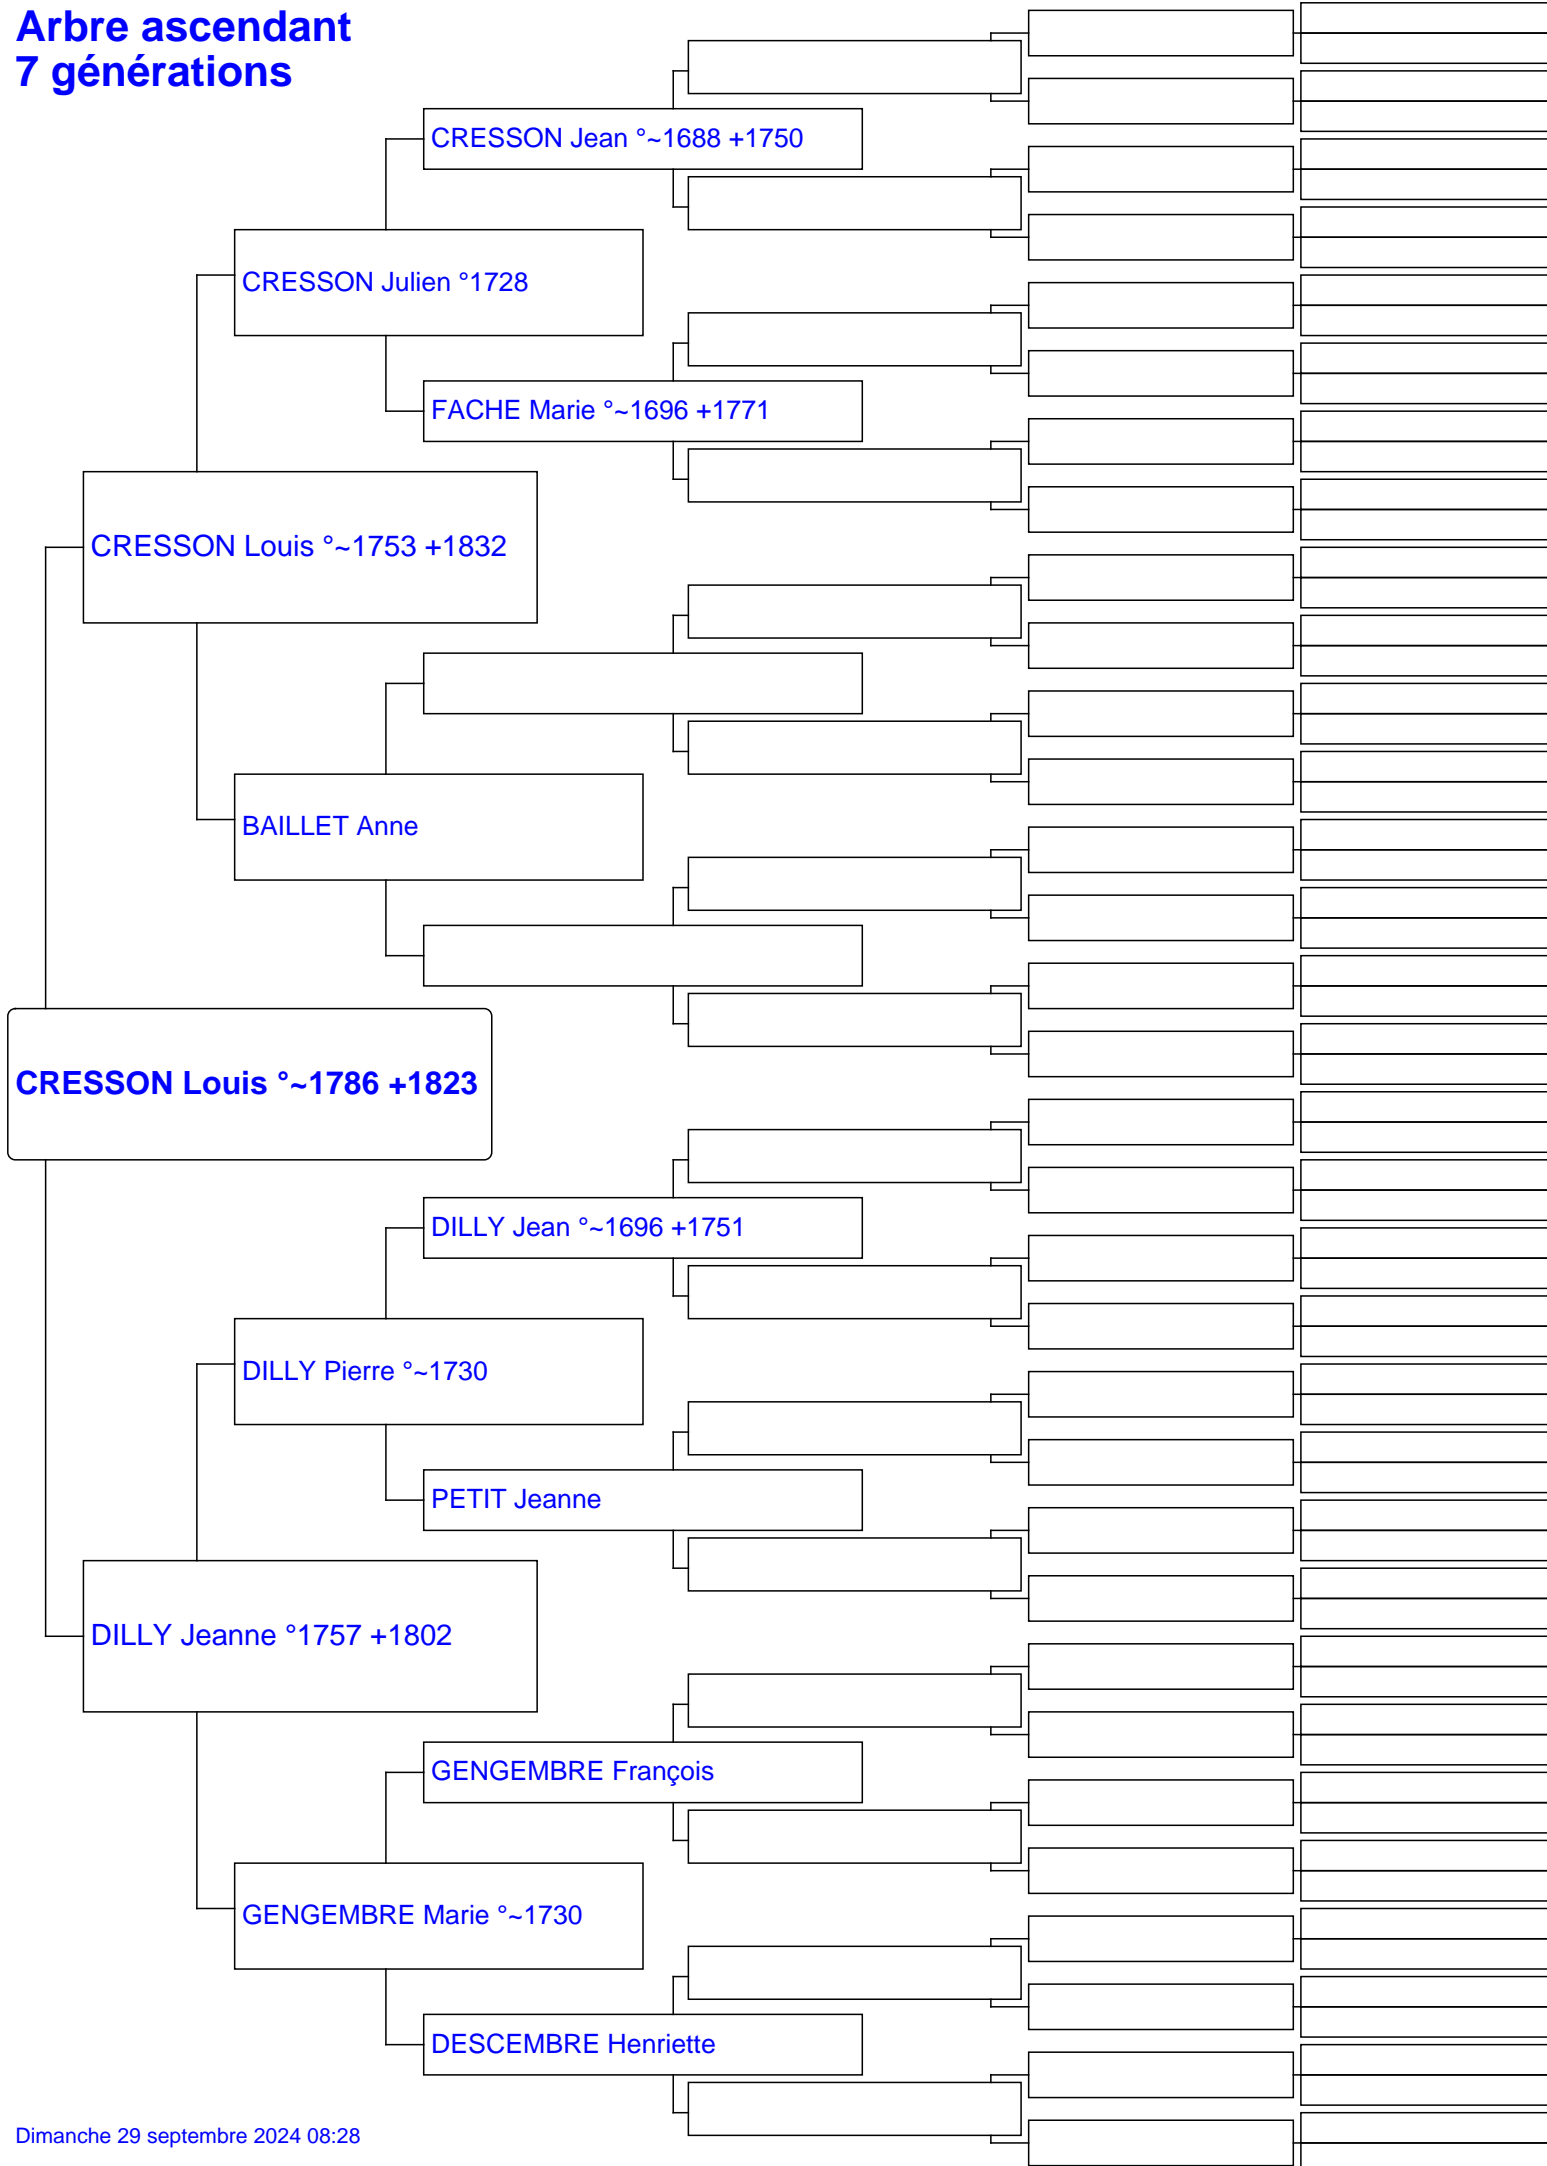 Arbre ascendant
7 générations
CRESSON Jean °~1688 +1750
CRESSON Julien °1728
FACHE Marie °~1696 +1771
CRESSON Louis °~1753 +1832
BAILLET Anne
CRESSON Louis °~1786 +1823
DILLY Jean °~1696 +1751
DILLY Pierre °~1730
PETIT Jeanne
DILLY Jeanne °1757 +1802
GENGEMBRE François
GENGEMBRE Marie °~1730
DESCEMBRE Henriette
Dimanche 29 septembre 2024 08:28